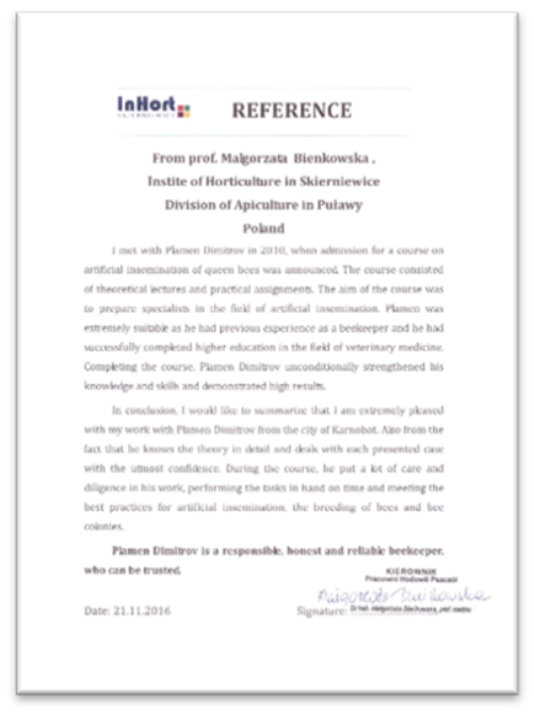 InHort
SKIERNIEWICE
REFERENCE
From prof. Malgorzata Bienkowska ,
Instite of Horticulture in Skierniewice
Division of Apiculture in Puławy
Poland
I met with Plamen Dimitrov in 2010, when admission for a course on
artificial insemination of queen bees was announced. The course consisted
of theoretical lectures and practical assignments. The aim of the course was
to prepare specialists in the field of artificial insemination. Plamen was
extremely suitable as he had previous experience as a beekeeper and he had
successfully completed higher education in the field of veterinary medicine.
Completing the course, Plamen Dimitrov unconditionally strengthened his
knowledge and skills and demonstrated high results.
In conclusion, I would like to summarize that I am extremely pleased
with my work with Plamen Dimitrov from the city of Karnobat. Also from the
fact that he knows the theory in detail and deals with each presented case
with the utmost confidence. During the course, he put a lot of care and
diligence in his work, performing the tasks in hand on time and meeting the
best practices for artificial insemination, the breeding of bees and bee
colonies.
Plamen Dimitrov is a responsible, honest and reliable beekeeper,
who can be trusted.
KIEROWNIK
Pracowni Hodowli Pszczół
Date: 21.11.2016
Signature: Dr hab. Małgorzata Bieńkowska, prof. nadzw.